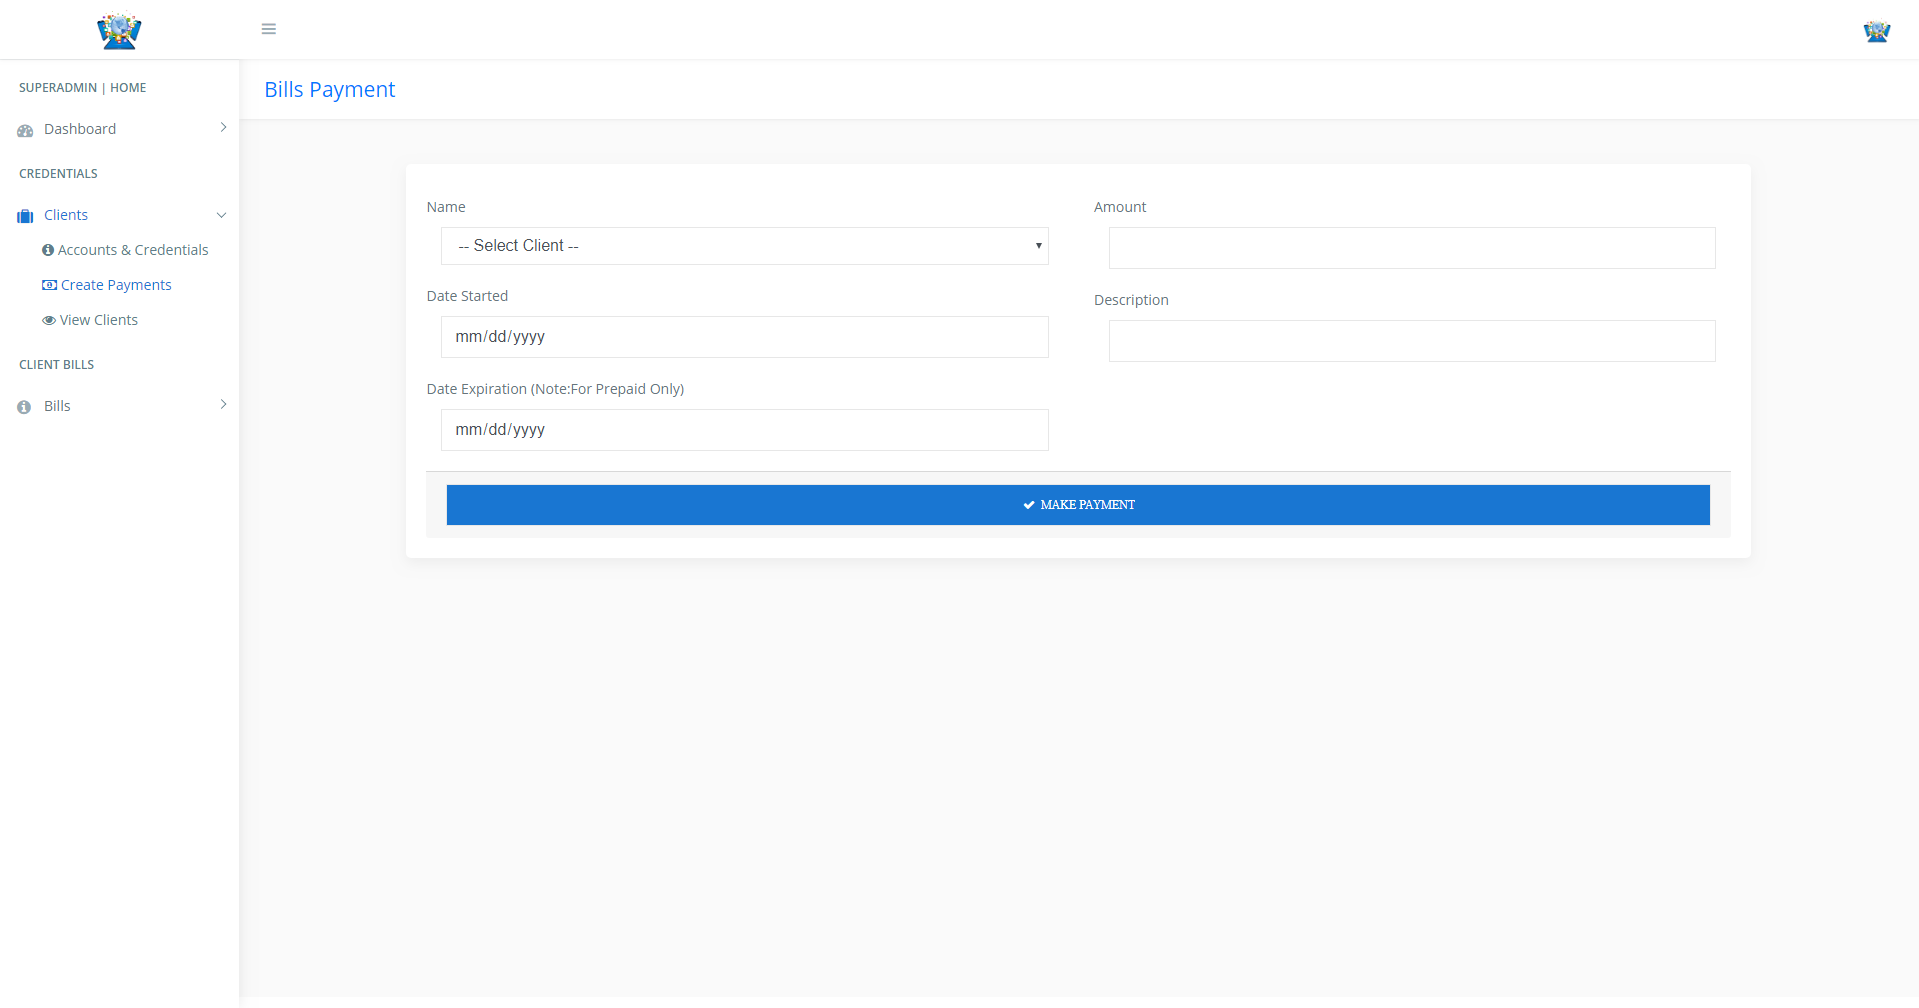 SUPERADMIN | HOME
Dashboard
CREDENTIALS
Clients
Accounts & Credentials
Create Payments
View Clients
CLIENT BILLS
Bills
Bills Payment
Name
-- Select Client --
Date Started
mm/dd/yyyy
Date Expiration (Note:For Prepaid Only)
mm/dd/yyyy
Amount
Description
MAKE PAYMENT